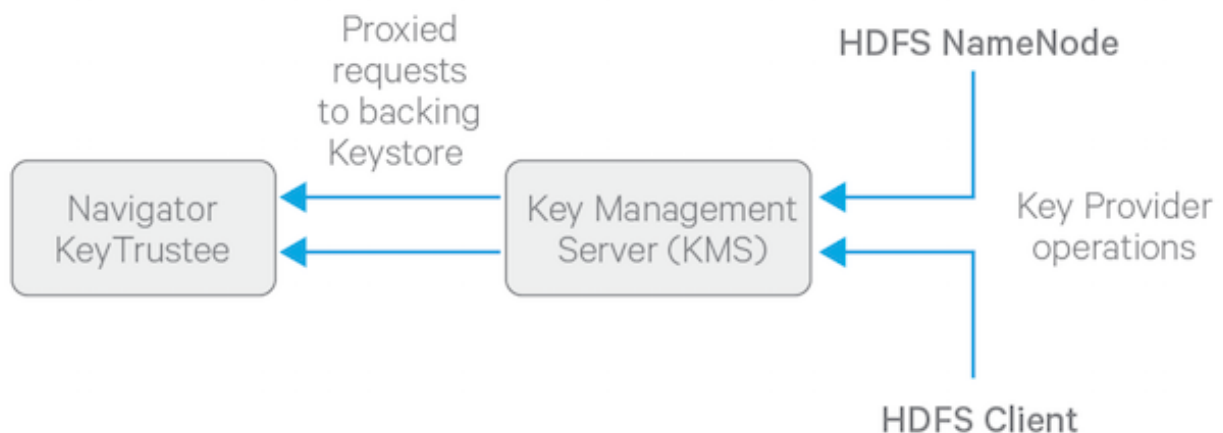 Proxied
requests
to backing
Keystore
HDFS NameNode
Navigator
KeyTrustee
Key Management
Server (KMS)
Key Provider
operations
HDFS Client